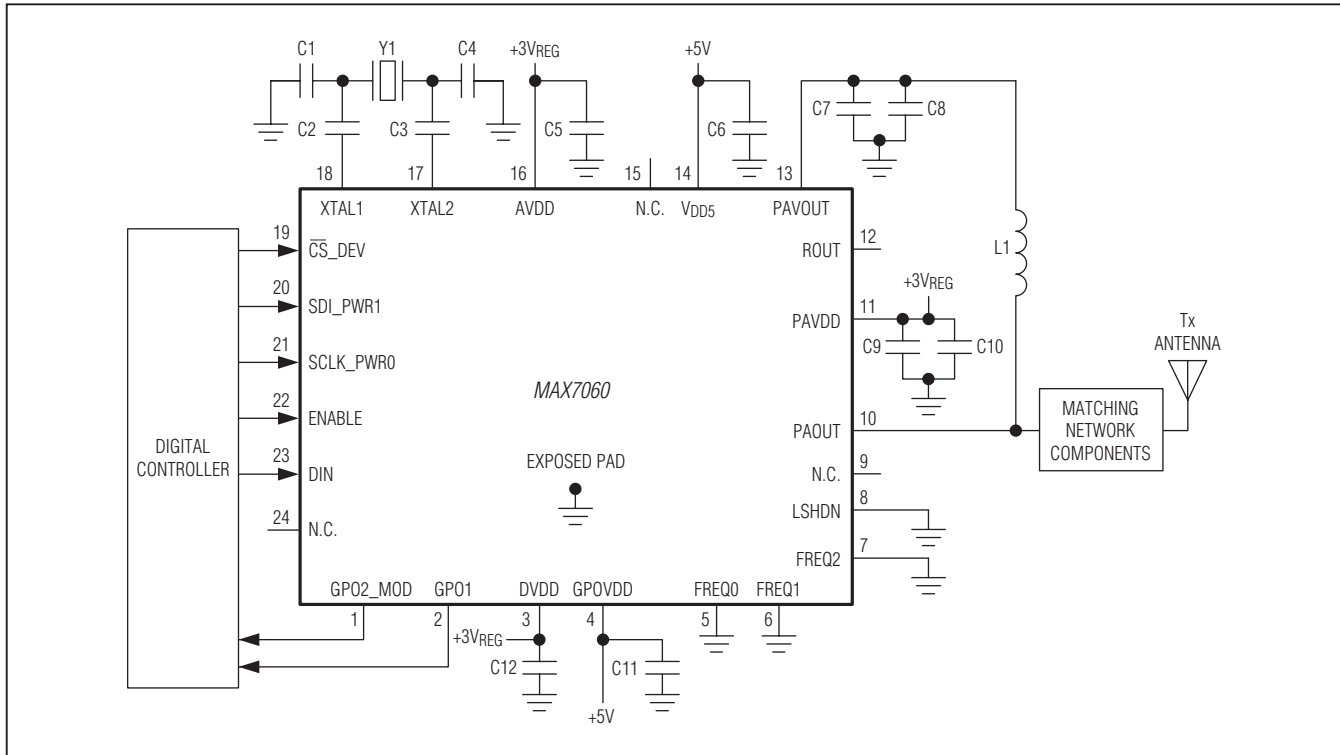 C1
Y1
C4
+3VREG
+5V
C2
C3
C5
C6
C7
C8
18
17
16
15
14
13
XTAL1
XTAL2
AVDD
N.C.
VDD5
PAVOUT
19
C̅S̅_DEV
20
SDI_PWR1
21
SCLK_PWR0
22
ENABLE
23
DIN
24
N.C.
DIGITAL
CONTROLLER
MAX7060
EXPOSED PAD
ROUT
12
L1
+3VREG
PAVDD
11
C9
C10
Tx
ANTENNA
PAOUT
10
MATCHING
NETWORK
COMPONENTS
N.C.
9
LSHDN
8
FREQ2
7
GPO2_MOD
GPO1
DVDD
GPOVDD
FREQ0
FREQ1
1
2
3
4
5
6
+3VREG
C12
C11
+5V